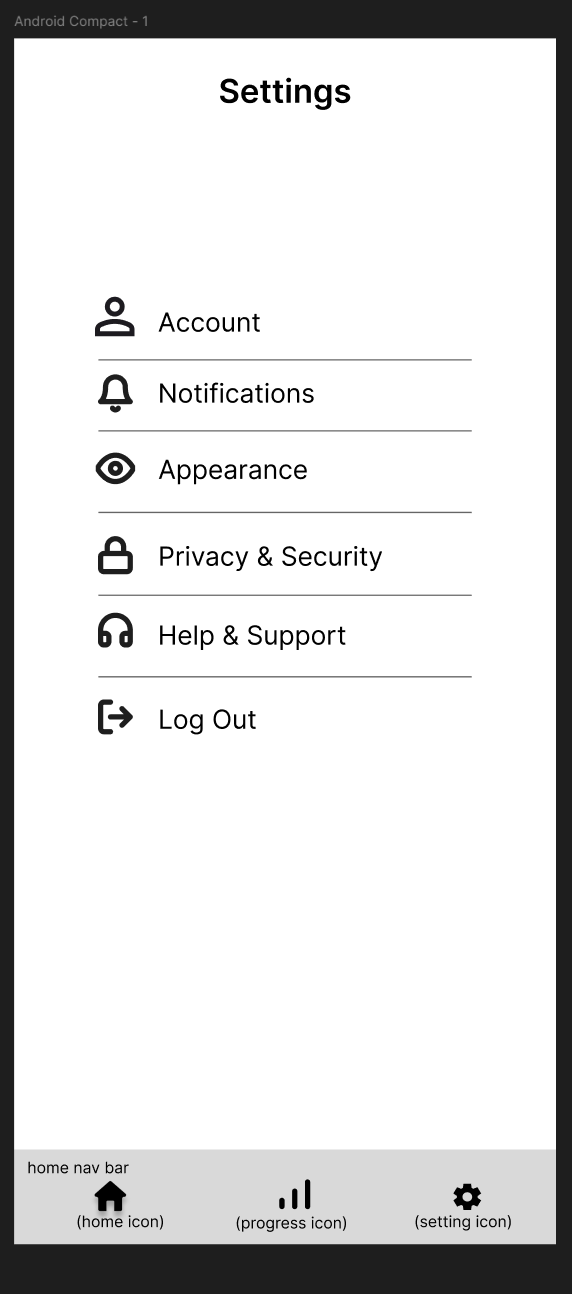 Android Compact - 1
Settings
Account
Notifications
Appearance
Privacy & Security
Help & Support
Log Out
home nav bar
(home icon)
(progress icon)
(setting icon)